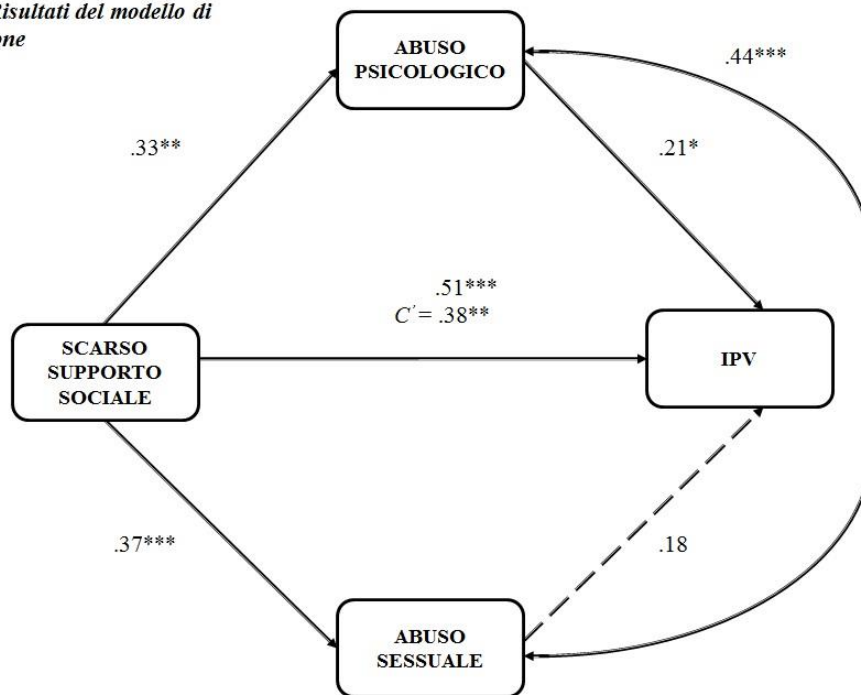 Risultati del modello di
one
ABUSO
PSICOLOGICO
.44***
.33**
.21*
.51***
C'= .38**
SCARSO
SUPPORTO
SOCIALE
IPV
.37***
.18
ABUSO
SESSUALE